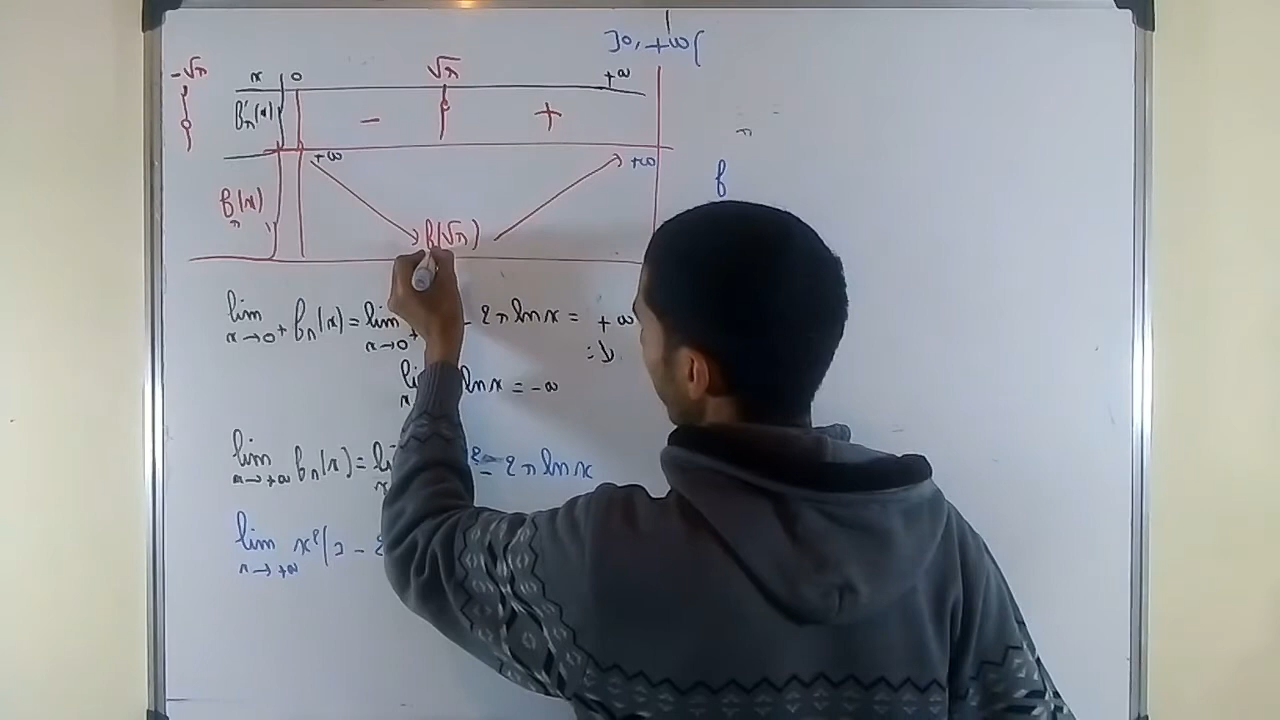 ]0, +∞[
-√n x 0 √n +∞
fn'(x) - 0 +
+∞ +∞
fn(x) f(√n)
f
lim x→0+ fn(x) = lim x→0+ - 2n ln x = +∞
ln x = -∞
lim x→+∞ fn(x) = 2 - 2n ln x
lim x→+∞ x²(1 -